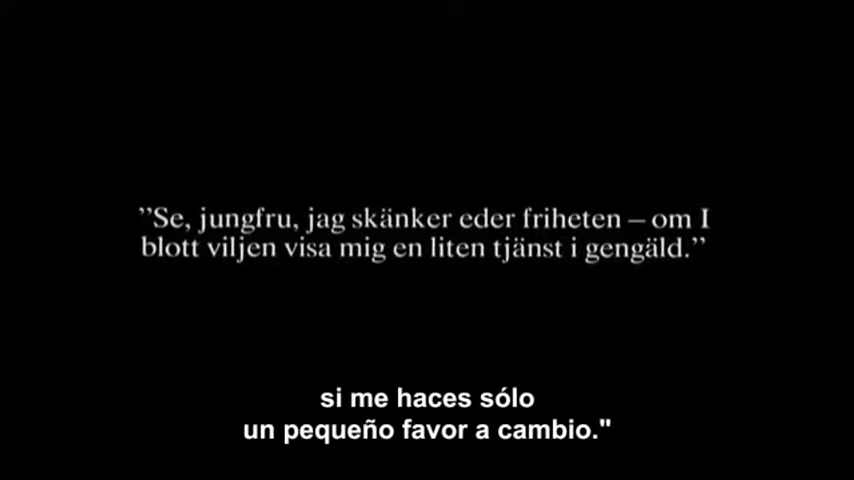 ”Se, jungfru, jag skänker eder friheten – om I
blott viljen visa mig en liten tjänst i gengäld.”
si me haces sólo
un pequeño favor a cambio."